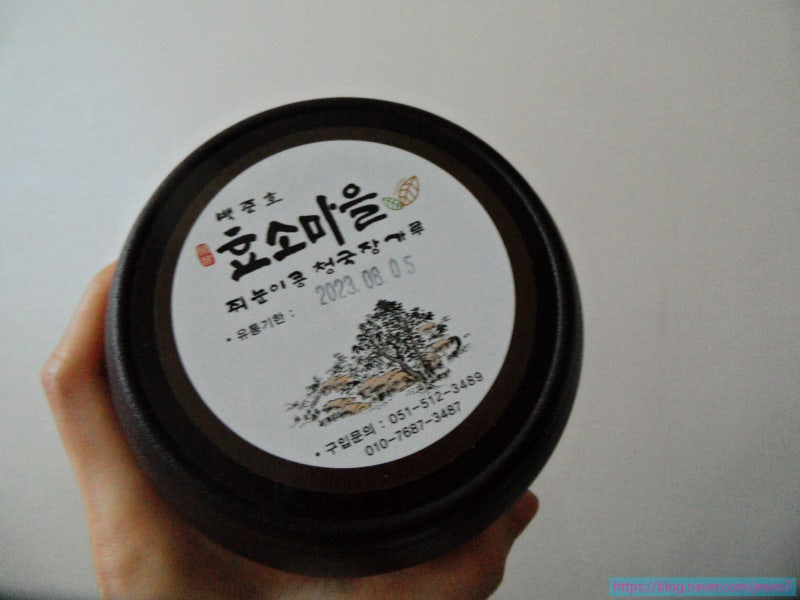 백준호
효소마을
쥐눈이콩 청국장 가루
• 유통기한 : 2023. 08. 05
• 구입문의 : 051-512-3489
010-7687-3487